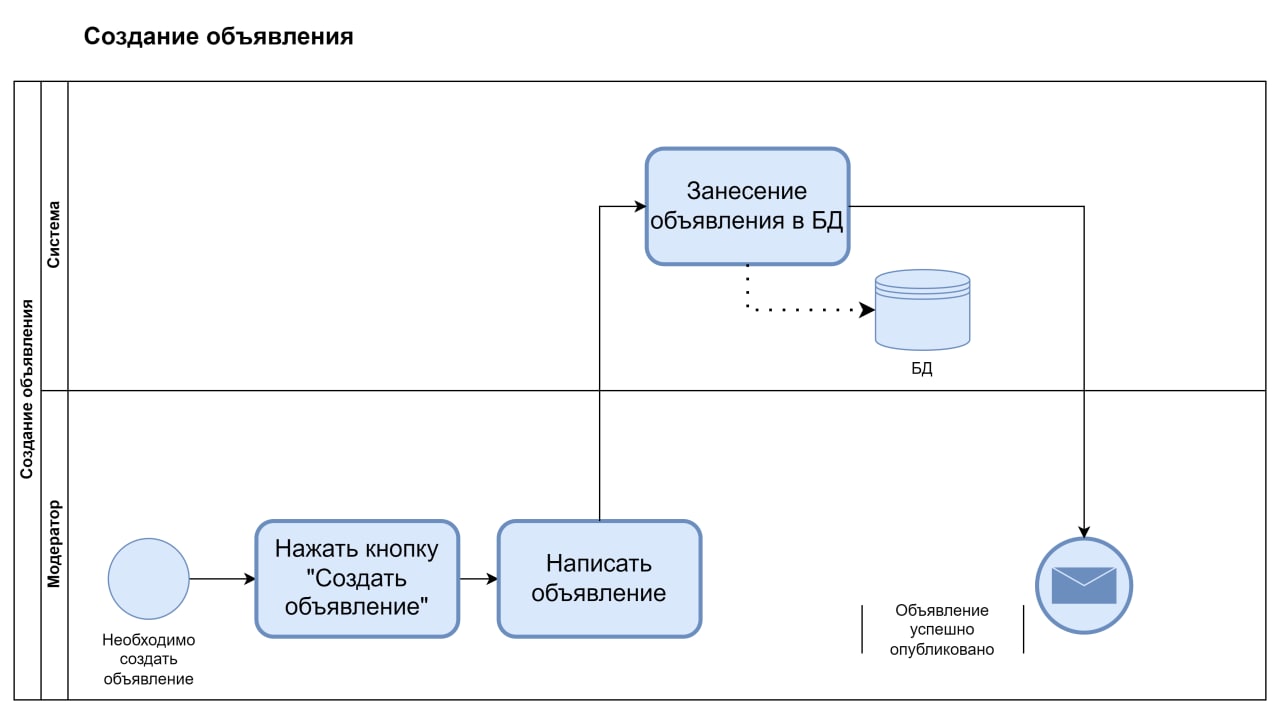 Создание объявления
Создание объявления
Система
Занесение
объявления в БД
БД
Модератор
Необходимо
создать
объявление
Нажать кнопку
"Создать
объявление"
Написать
объявление
Объявление
успешно
опубликовано